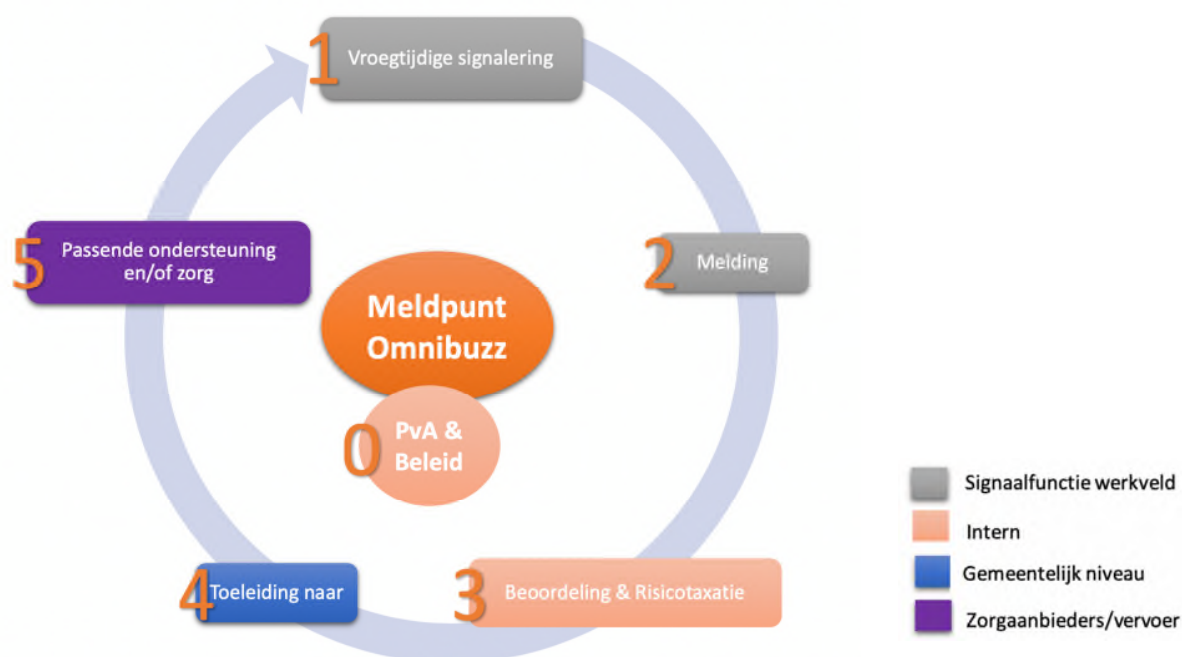 1
Vroegtijdige signalering
2
Melding
5
Passende ondersteuning
en/of zorg
Meldpunt
Omnibuzz
0
PvA &
Beleid
4
Toeleiding naar
3
Beoordeling & Risicotaxatie
Signaalfunctie werkveld
Intern
Gemeentelijk niveau
Zorgaanbieders/vervoer